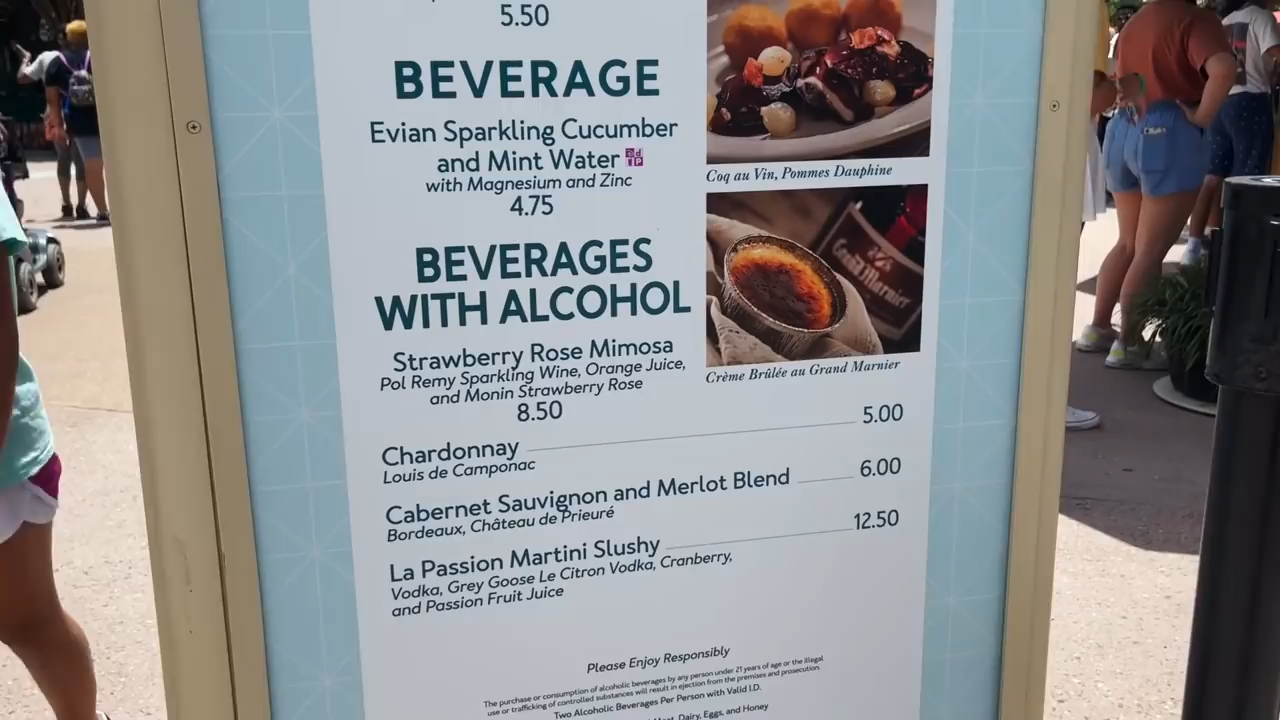 5.50
BEVERAGE
Evian Sparkling Cucumber
and Mint Water
with Magnesium and Zinc
4.75
BEVERAGES
WITH ALCOHOL
Strawberry Rose Mimosa
Pol Remy Sparkling Wine, Orange Juice,
and Monin Strawberry Rose
8.50
Coq au Vin, Pommes Dauphine
Grand Marnier
Crème Brûlée au Grand Marnier
Chardonnay 5.00
Louis de Camponac
Cabernet Sauvignon and Merlot Blend 6.00
Bordeaux, Château de Prieuré
La Passion Martini Slushy 12.50
Vodka, Grey Goose Le Citron Vodka, Cranberry,
and Passion Fruit Juice
Please Enjoy Responsibly
The purchase or consumption of alcoholic beverages by any person under 21 years of age or the illegal
use or trafficking of controlled substances will result in ejection from the premises and prosecution.
Two Alcoholic Beverages Per Person with Valid I.D.
Meat, Dairy, Eggs, and Honey